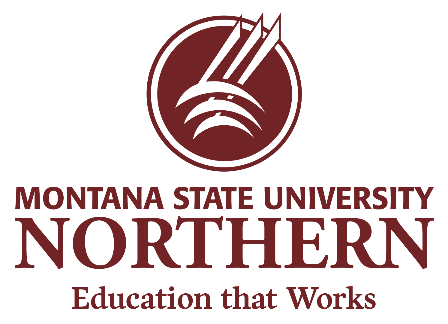 MONTANA STATE UNIVERSITY
NORTHERN
Education that Works